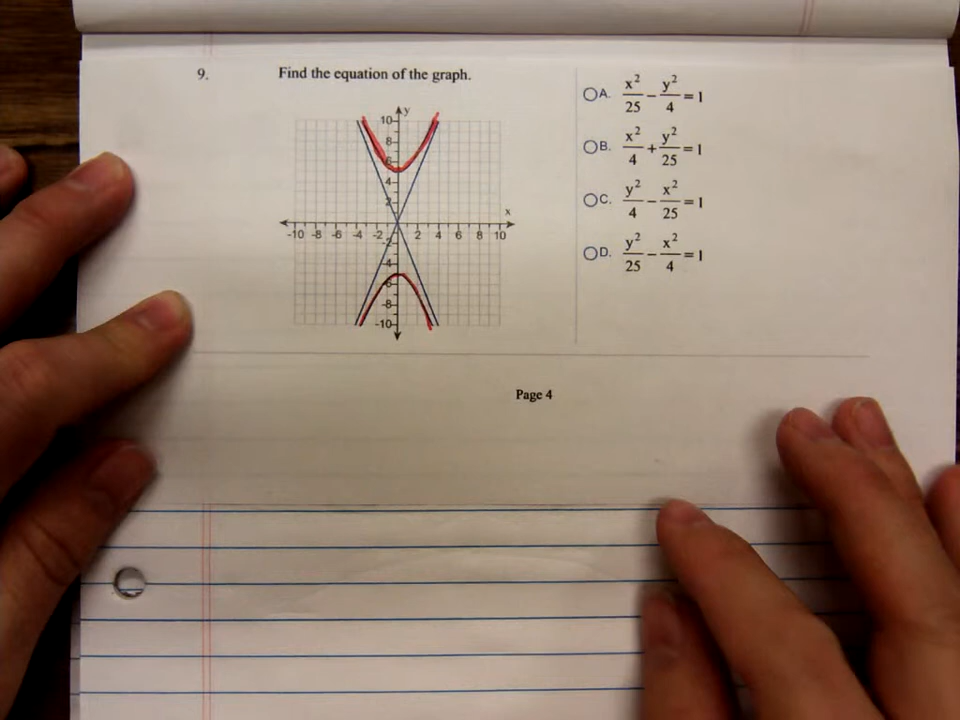 9. Find the equation of the graph.
y
10
8
6
4
2
x
-10 -8 -6 -4 -2 2 4 6 8 10
-2
-4
-6
-8
-10
A. x²/25 − y²/4 = 1
B. x²/4 + y²/25 = 1
C. y²/4 − x²/25 = 1
D. y²/25 − x²/4 = 1
Page 4